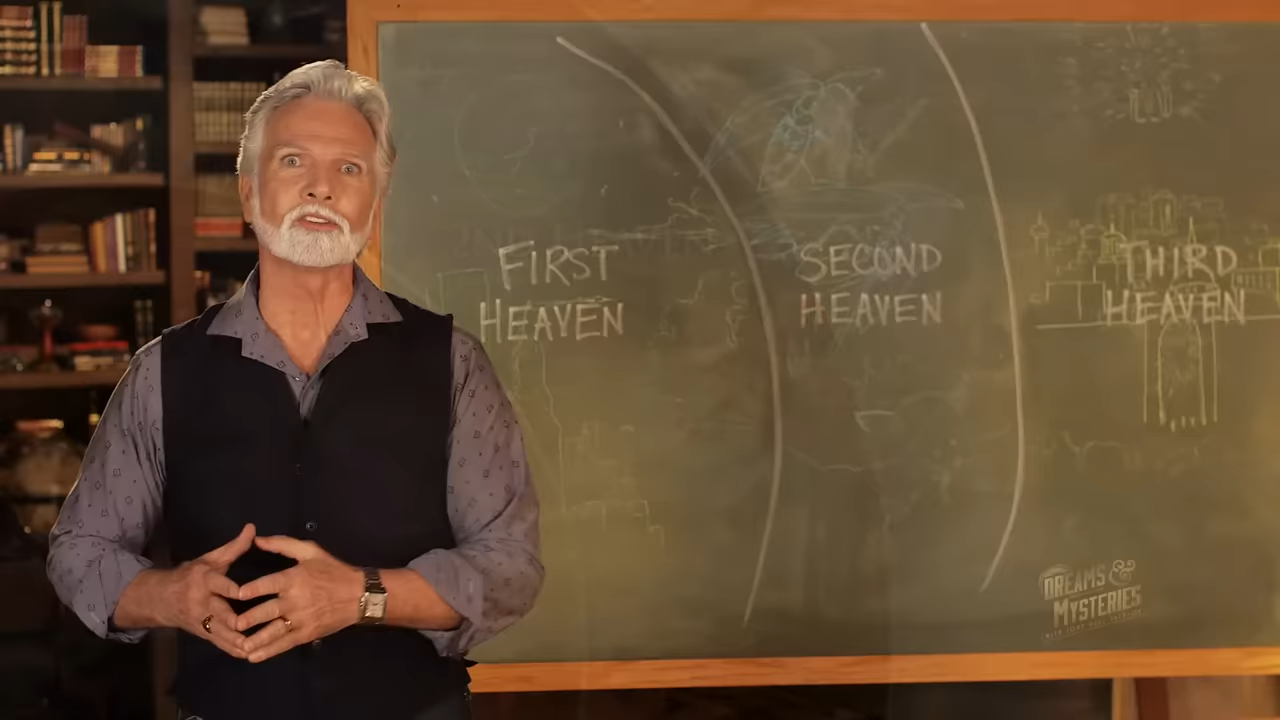 FIRST
HEAVEN
SECOND
HEAVEN
THIRD
HEAVEN
DREAMS &
MYSTERIES